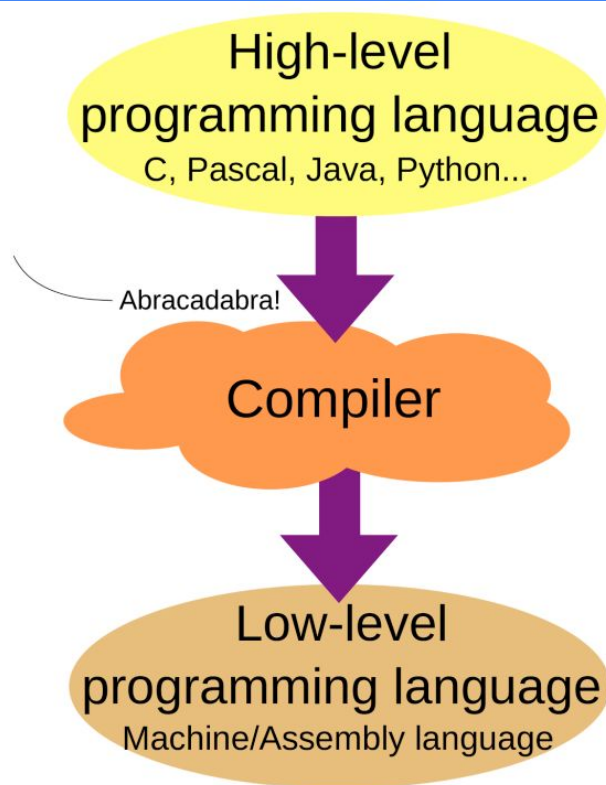 High-level
programming language
C, Pascal, Java, Python...
Abracadabra!
Compiler
Low-level
programming language
Machine/Assembly language